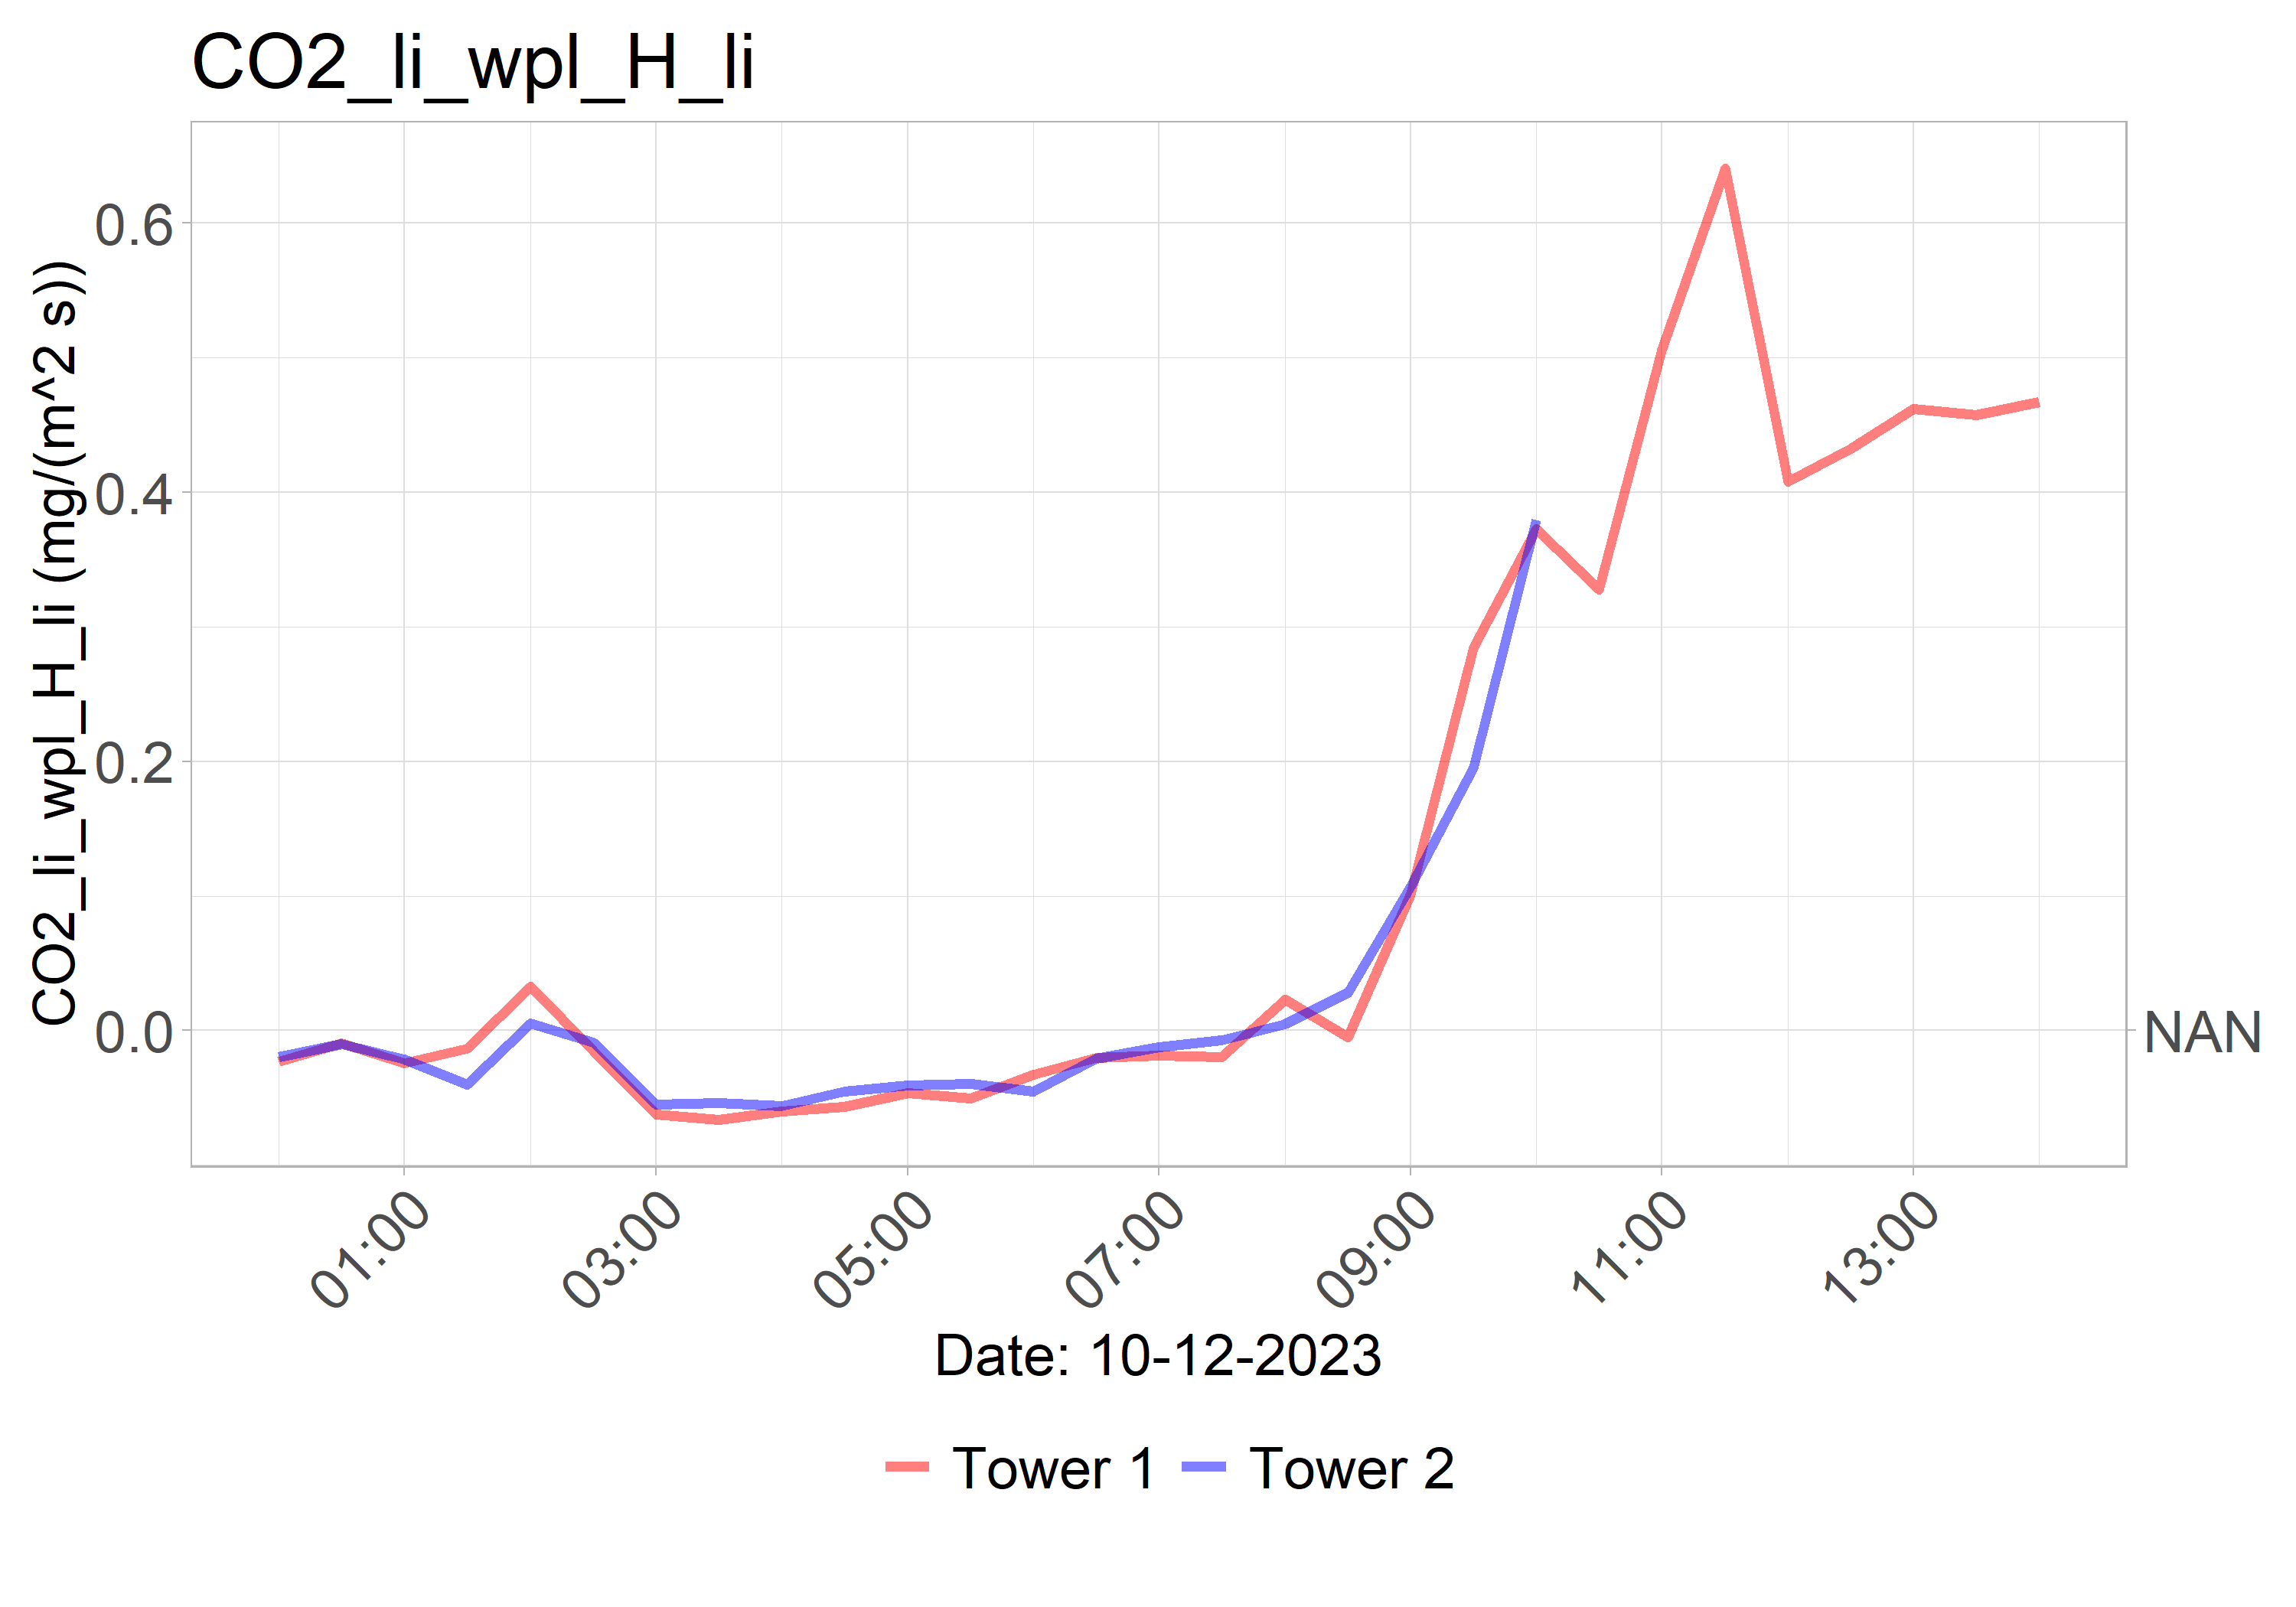 CO2_li_wpl_H_li
CO2_li_wpl_H_li (mg/(m^2 s))
0.6
0.4
0.2
0.0
NAN
01:00
03:00
05:00
07:00
09:00
11:00
13:00
Date: 10-12-2023
Tower 1
Tower 2